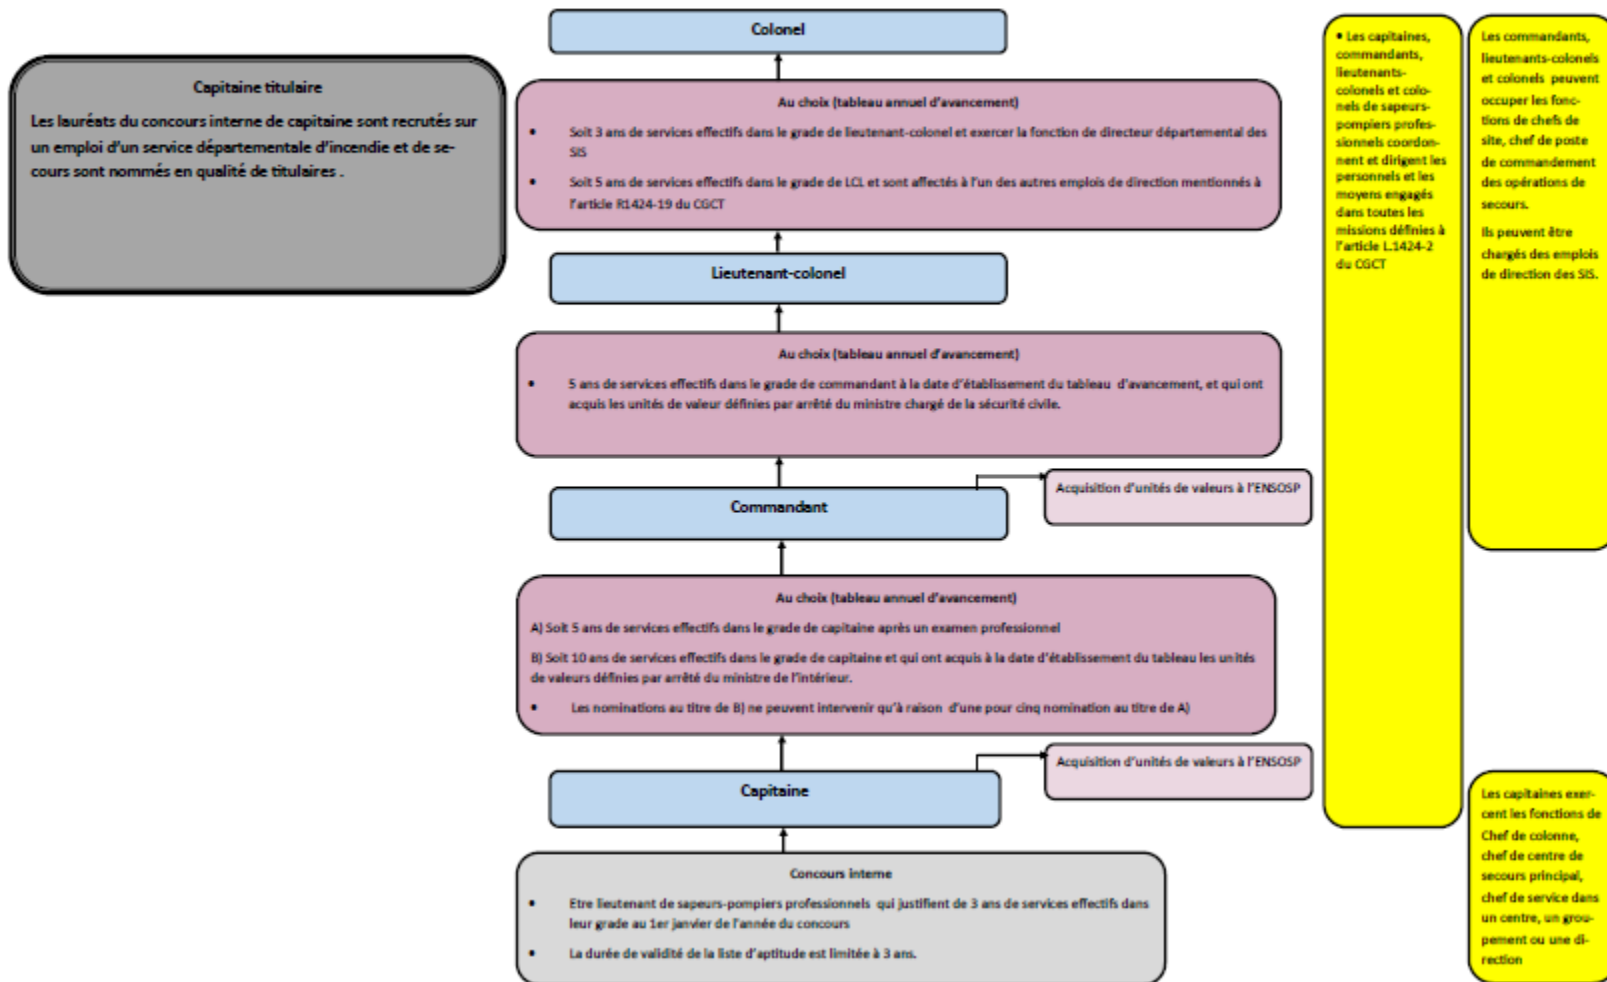 Colonel
Capitaine titulaire
Les lauréats du concours interne de capitaine sont recrutés sur
un emploi d'un service départementale d'incendie et de se-
cours sont nommés en qualité de titulaires .
Au choix (tableau annuel d'avancement)
• Soit 3 ans de services effectifs dans le grade de lieutenant-colonel et exercer la fonction de directeur départemental des
SIS
• Soit 5 ans de services effectifs dans le grade de LCL et sont affectés à l'un des autres emplois de direction mentionnés à
l'article R1424-19 du CGCT
Lieutenant-colonel
Au choix (tableau annuel d'avancement)
• 5 ans de services effectifs dans le grade de commandant à la date d'établissement du tableau d'avancement, et qui ont
acquis les unités de valeur définies par arrêté du ministre chargé de la sécurité civile.
Commandant
Acquisition d'unités de valeurs à l'ENSOSP
Au choix (tableau annuel d'avancement)
A) Soit 5 ans de services effectifs dans le grade de capitaine après un examen professionnel
B) Soit 10 ans de services effectifs dans le grade de capitaine et qui ont acquis à la date d'établissement du tableau les unités
de valeurs définies par arrêté du ministre de l'intérieur.
• Les nominations au titre de B) ne peuvent intervenir qu'à raison d'une pour cinq nomination au titre de A)
Capitaine
Acquisition d'unités de valeurs à l'ENSOSP
Concours interne
• Etre lieutenant de sapeurs-pompiers professionnels qui justifient de 3 ans de services effectifs dans
leur grade au 1er janvier de l'année du concours
• La durée de validité de la liste d'aptitude est limitée à 3 ans.
• Les capitaines,
commandants,
lieutenants-
colonels et colo-
nels de sapeurs-
pompiers profes-
sionnels coordon-
nent et dirigent les
personnels et les
moyens engagés
dans toutes les
missions définies à
l'article L.1424-2
du CGCT
Les commandants,
lieutenants-colonels
et colonels peuvent
occuper les fonc-
tions de chefs de
site, chef de poste
de commandement
des opérations de
secours.
Ils peuvent être
chargés des emplois
de direction des SIS.
Les capitaines exer-
cent les fonctions de
Chef de colonne,
chef de centre de
secours principal,
chef de service dans
un centre, un grou-
pement ou une di-
rection